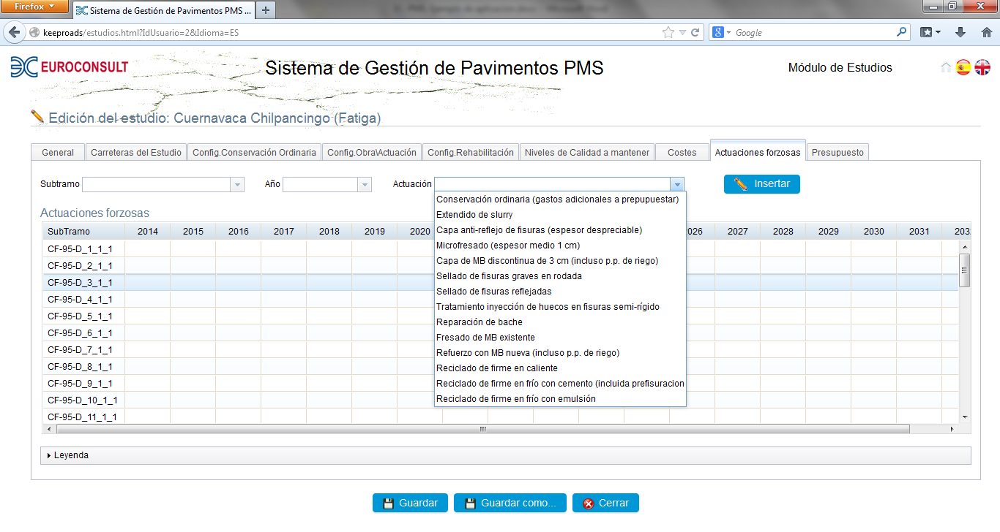 Firefox
Sistema de Gestión de Pavimentos PMS ...
keeproads/estudios.html?IdUsuario=2&Idioma=ES
Google
EUROCONSULT
Sistema de Gestión de Pavimentos PMS
Módulo de Estudios
Edición del estudio: Cuernavaca Chilpancingo (Fatiga)
General Carreteras del Estudio Config.Conservación Ordinaria Config.Obra\Actuación Config.Rehabilitación Niveles de Calidad a mantener Costes Actuaciones forzosas Presupuesto
Subtramo Año Actuación Insertar
Conservación ordinaria (gastos adicionales a prepupuestar)
Extendido de slurry
Capa anti-reflejo de fisuras (espesor despreciable)
Microfresado (espesor medio 1 cm)
Capa de MB discontinua de 3 cm (incluso p.p. de riego)
Sellado de fisuras graves en rodada
Sellado de fisuras reflejadas
Tratamiento inyección de huecos en fisuras semi-rígido
Reparación de bache
Fresado de MB existente
Refuerzo con MB nueva (incluso p.p. de riego)
Reciclado de firme en caliente
Reciclado de firme en frío con cemento (incluida prefisuracion
Reciclado de firme en frío con emulsión
Actuaciones forzosas
SubTramo 2014 2015 2016 2017 2018 2019 2020 026 2027 2028 2029 2030 2031 203
CF-95-D_1_1_1
CF-95-D_2_1_1
CF-95-D_3_1_1
CF-95-D_4_1_1
CF-95-D_5_1_1
CF-95-D_6_1_1
CF-95-D_7_1_1
CF-95-D_8_1_1
CF-95-D_9_1_1
CF-95-D_10_1_1
CF-95-D_11_1_1
Leyenda
Guardar Guardar como... Cerrar